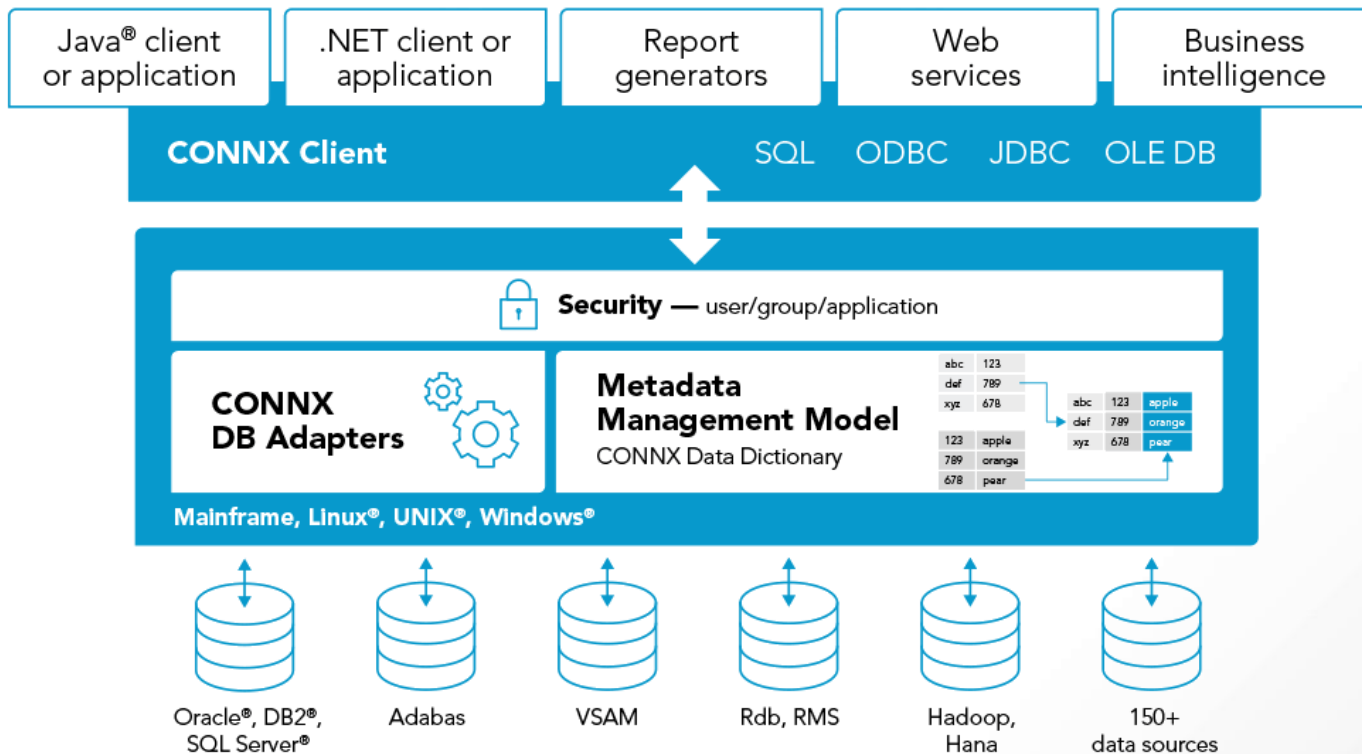 Java® client
or application
.NET client or
application
Report
generators
Web
services
Business
intelligence
CONNX Client
SQL ODBC JDBC OLE DB
Security — user/group/application
CONNX
DB Adapters
Metadata
Management Model
CONNX Data Dictionary
abc 123
def 789
xyz 678
123 apple
789 orange
678 pear
abc 123 apple
def 789 orange
xyz 678 pear
Mainframe, Linux®, UNIX®, Windows®
Oracle®, DB2®,
SQL Server®
Adabas
VSAM
Rdb, RMS
Hadoop,
Hana
150+
data sources